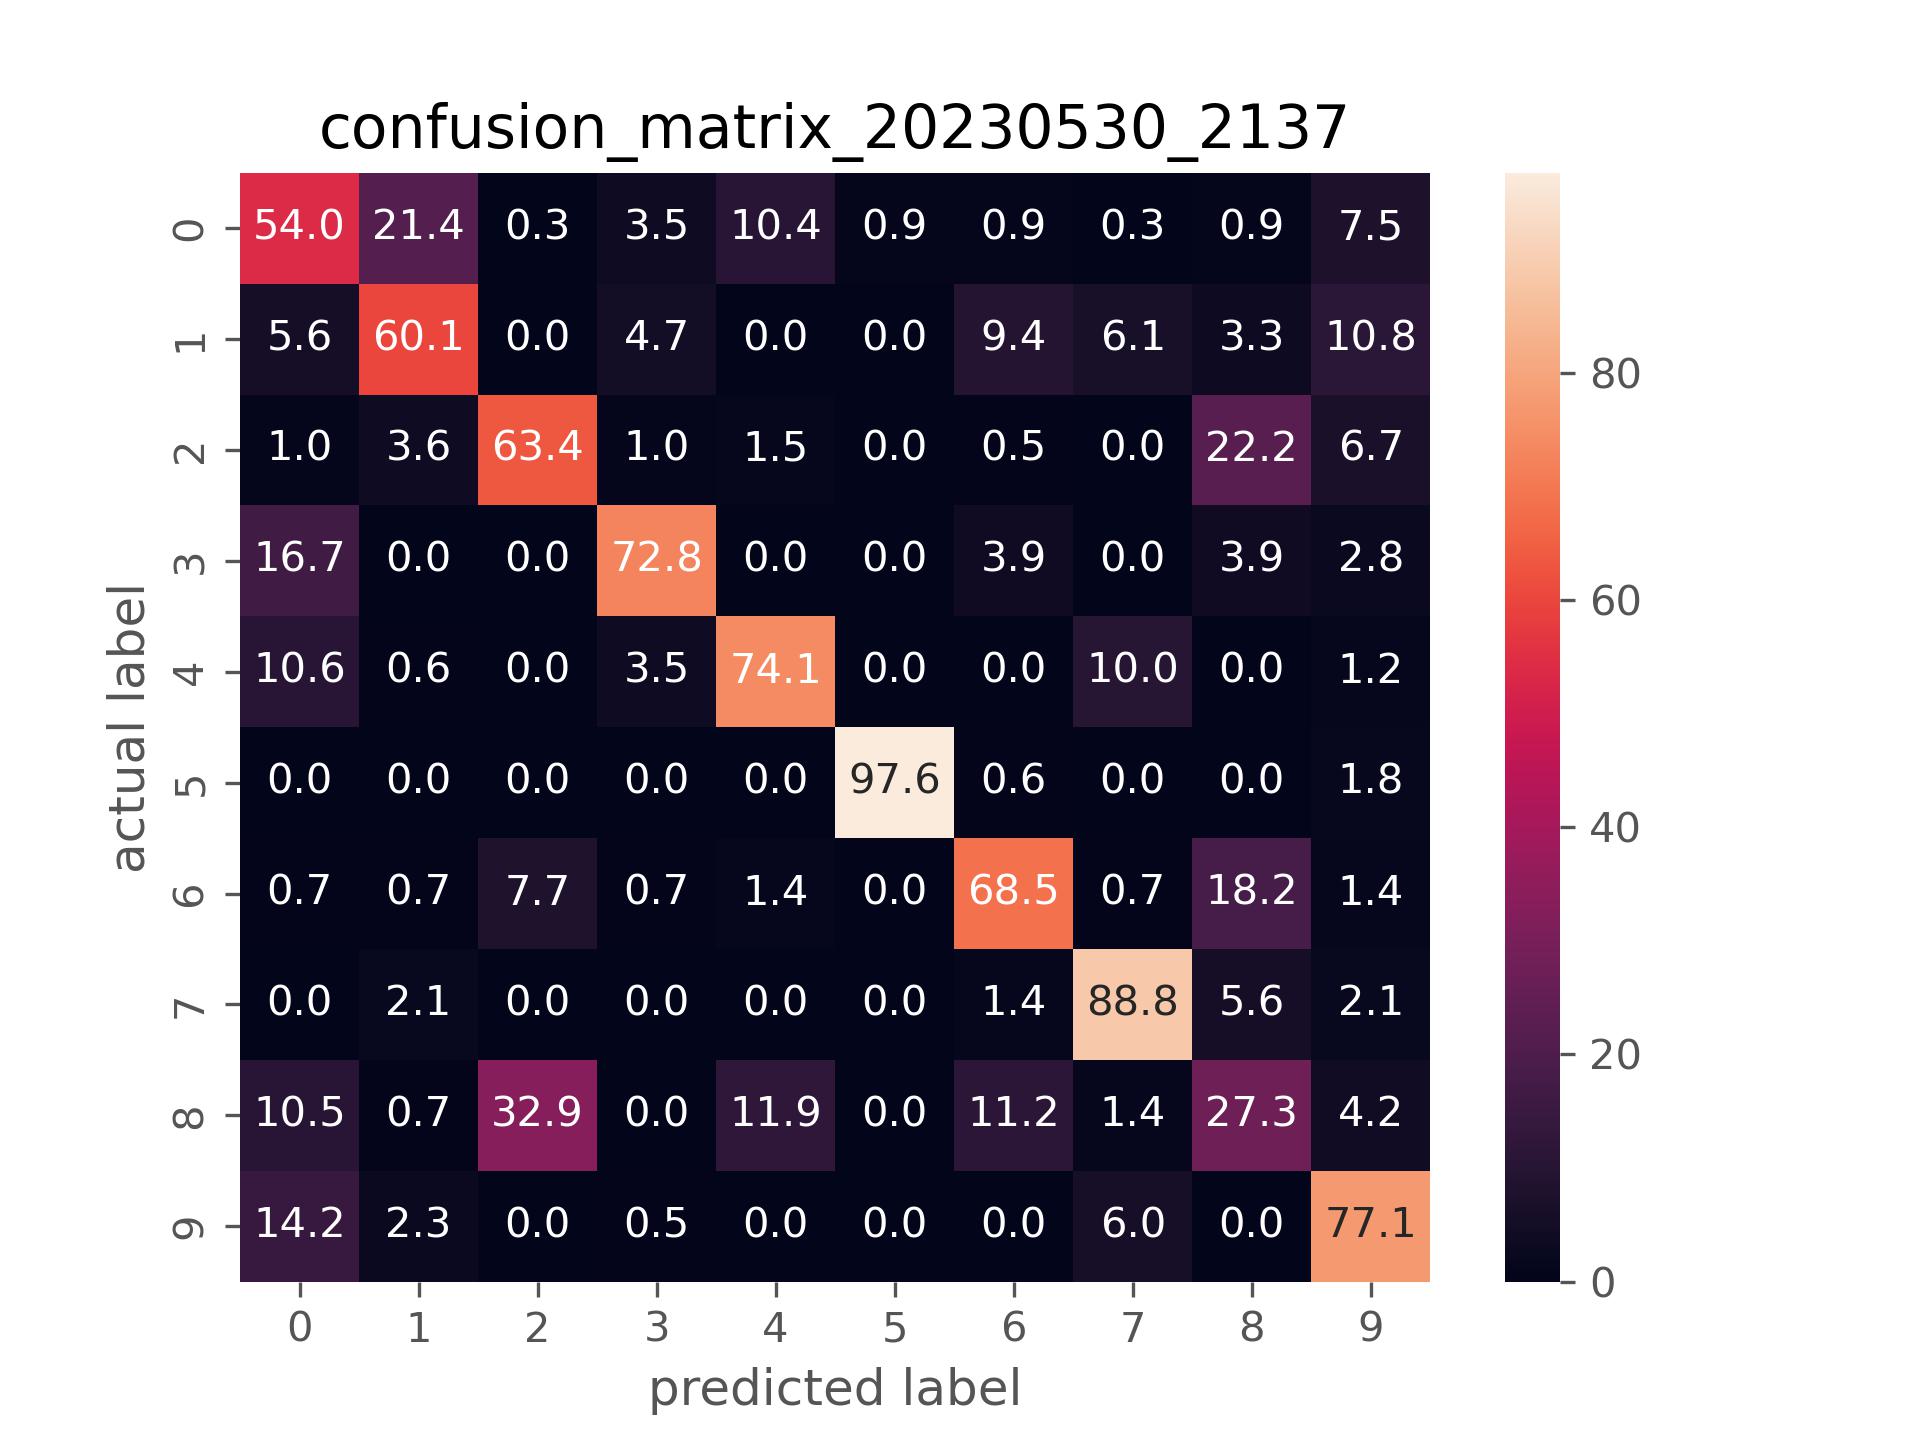 confusion_matrix_20230530_2137
0 54.0 21.4 0.3 3.5 10.4 0.9 0.9 0.3 0.9 7.5
1 5.6 60.1 0.0 4.7 0.0 0.0 9.4 6.1 3.3 10.8
2 1.0 3.6 63.4 1.0 1.5 0.0 0.5 0.0 22.2 6.7
3 16.7 0.0 0.0 72.8 0.0 0.0 3.9 0.0 3.9 2.8
4 10.6 0.6 0.0 3.5 74.1 0.0 0.0 10.0 0.0 1.2
5 0.0 0.0 0.0 0.0 0.0 97.6 0.6 0.0 0.0 1.8
6 0.7 0.7 7.7 0.7 1.4 0.0 68.5 0.7 18.2 1.4
7 0.0 2.1 0.0 0.0 0.0 0.0 1.4 88.8 5.6 2.1
8 10.5 0.7 32.9 0.0 11.9 0.0 11.2 1.4 27.3 4.2
9 14.2 2.3 0.0 0.5 0.0 0.0 0.0 6.0 0.0 77.1
0 1 2 3 4 5 6 7 8 9
predicted label
actual label
80
60
40
20
0